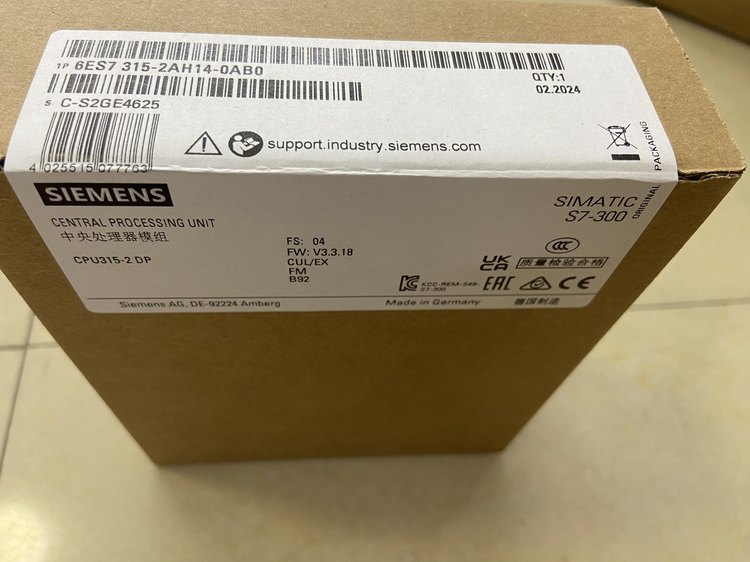 1P 6ES7 315-2AH14-0AB0
QTY:1
02.2024
S C-S2GE4625
4 025515 077763
support.industry.siemens.com
ORIGINAL PACKAGING
SIEMENS
SIMATIC
S7-300
CENTRAL PROCESSING UNIT
中央处理器模组
CPU315-2 DP
FS: 04
FW: V3.3.18
CUL/EX
FM
B92
CCC
UK
CA
质量检验合格
KCC-REM-S49-
S7-300
EAC
CE
Siemens AG, DE-92224 Amberg
Made in Germany
德国制造